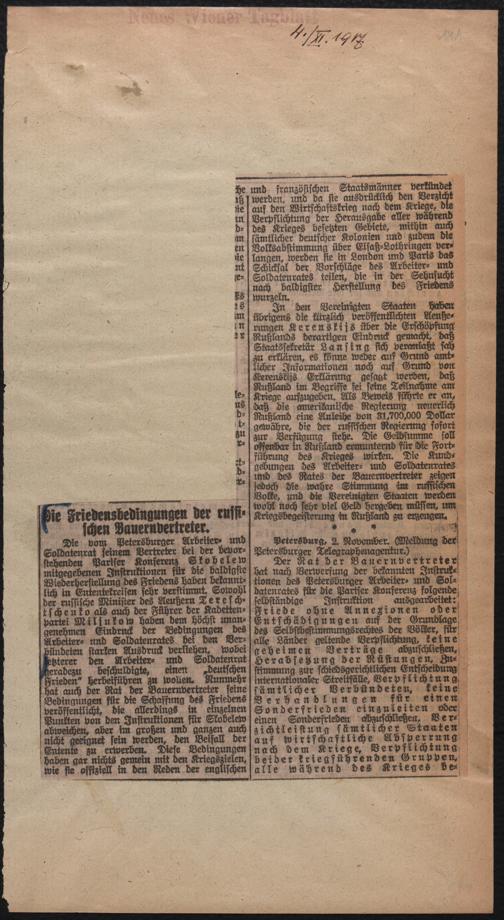 Neues Wiener Tagblatt
4./XI. 1917
Die Friedensbedingungen der russi-
schen Bauernvertreter.
Die vom Petersburger Arbeiter- und
Soldatenrat seinem Vertreter bei der bevor-
stehenden Pariser Konferenz Skobelew
mitgegebenen Instruktionen für die baldigste
Wiederherstellung des Friedens haben bekannt-
lich in Ententekreisen sehr verstimmt. Sowohl
der russische Minister des Aeußern Teresch-
tschenko als auch der Führer der Kadetten-
partei Miljukow haben dem höchst unan-
genehmen Eindruck der Bedingungen des
Arbeiter- und Soldatenrates bei den Ver-
bündeten starken Ausdruck verliehen, wobei
letzterer den Arbeiter- und Soldatenrat
geradezu beschuldigte, einen „deutschen
Frieden" herbeiführen zu wollen. Nunmehr
hat auch der Rat der Bauernvertreter seine
Bedingungen für die Schaffung des Friedens
veröffentlicht, die allerdings in einzelnen
Punkten von den Instruktionen für Skobelew
abweichen, aber im großen und ganzen auch
nicht geeignet sein werden, den Beifall der
Entente zu erwerben. Diese Bedingungen
haben gar nichts gemein mit den Kriegszielen,
wie sie offiziell in den Reden der englischen
und französischen Staatsmänner verkündet
werden, und da sie ausdrücklich den Verzicht
auf den Wirtschaftskrieg nach dem Kriege, die
Verpflichtung der Herausgabe aller während
des Krieges besetzten Gebiete, mithin auch
sämtlicher deutscher Kolonien und zudem die
Volksabstimmung über Elsaß-Lothringen ver-
langen, werden sie in London und Paris das
Schicksal der Vorschläge des Arbeiter- und
Soldatenrates teilen, die in der Sehnsucht
nach baldigster Herstellung des Friedens
wurzeln.
In den Vereinigten Staaten haben
übrigens die kürzlich veröffentlichten Aeuße-
rungen Kerenskijs über die Erschöpfung
Rußlands derartigen Eindruck gemacht, daß
Staatssekretär Lansing sich veranlaßt sah
zu erklären, es könne weder auf Grund amt-
licher Informationen noch auf Grund von
Kerenskijs Erklärung gesagt werden, daß
Rußland im Begriffe sei seine Teilnahme am
Kriege aufzugeben. Als Beweis führte er an,
daß die amerikanische Regierung neuerlich
Rußland eine Anleihe von 31,700.000 Dollar
gewähre, die der russischen Regierung sofort
zur Verfügung stehe. Die Geldsumme soll
offenbar in Rußland ermunternd für die Fort-
führung des Krieges wirken. Die Kund-
gebungen des Arbeiter- und Soldatenrates
und des Rates der Bauernvertreter zeigen
jedoch die wahre Stimmung im russischen
Volke, und die Vereinigten Staaten werden
wohl noch sehr viel Geld hergeben müssen, um
Kriegsbegeisterung in Rußland zu erzeugen.
* * *
Petersburg, 2. November. (Meldung der
Petersburger Telegraphenagentur.)
Der Rat der Bauernvertreter
hat nach Verwerfung der bekannten Instruk-
tionen des Petersburger Arbeiter- und Sol-
datenrates für die Pariser Konferenz folgende
selbständige Instruktion ausgearbeitet:
Friede ohne Annexionen oder
Entschädigungen auf der Grundlage
des Selbstbestimmungsrechtes der Völker, für
alle Länder geltende Verpflichtung, keine
geheimen Verträge abzuschließen,
Herabsetzung der Rüstungen, Zu-
stimmung zur schiedsgerichtlichen Entscheidung
internationaler Streitfälle, Verpflichtung
sämtlicher Verbündeten, keine
Verhandlungen für einen
Sonderfrieden einzuleiten oder
einen Sonderfrieden abzuschließen, Ver-
zichtleistung sämtlicher Staaten
auf wirtschaftliche Absperrung
nach dem Kriege, Verpflichtung
beider kriegführenden Gruppen,
alle während des Krieges be-